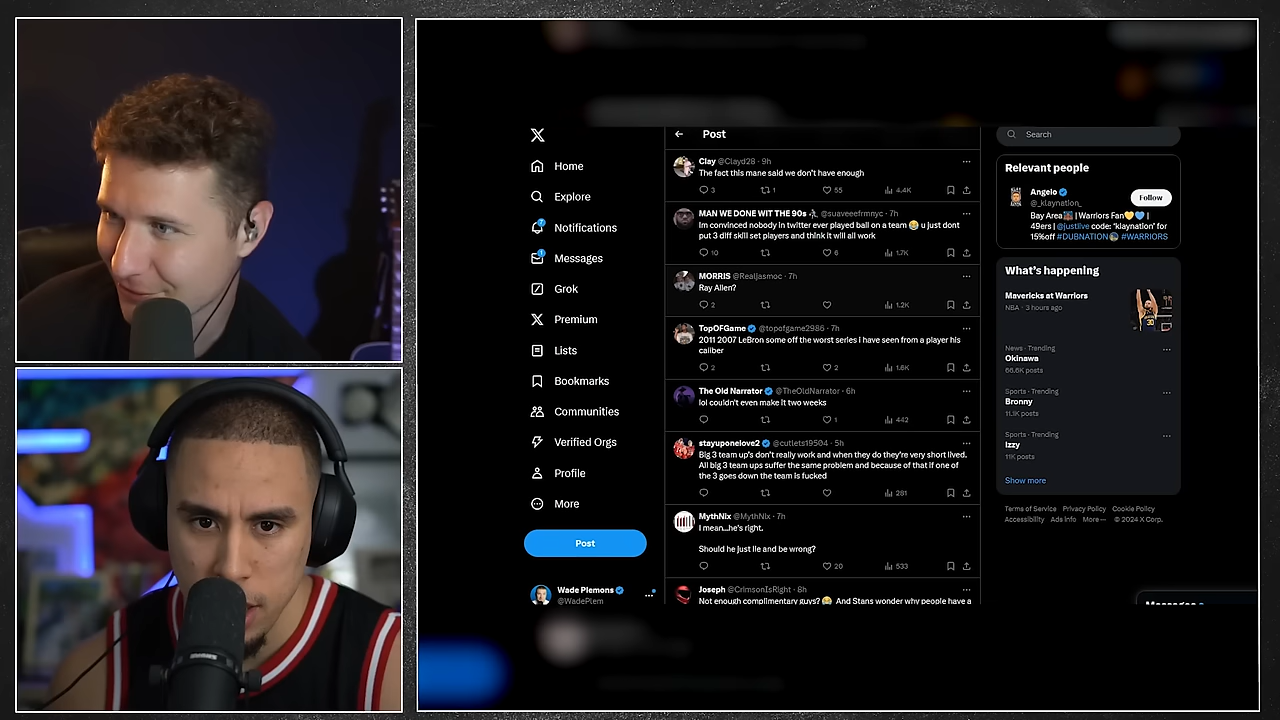 Home
Explore
Notifications
Messages
Grok
Premium
Lists
Bookmarks
Communities
Verified Orgs
Profile
More
Post
Wade Plemons
@WadePlem
Post
Clay @Clayd28 · 9h
The fact this mane said we don't have enough
3 1 55 4.4K
MAN WE DONE WIT THE 90s @suaveeefrmnyc · 7h
Im convinced nobody in twitter ever played ball on a team 😂 u just dont
put 3 diff skill set players and think it will all work
10 6 1.7K
MORRIS @Realjasmoc · 7h
Ray Allen?
2 1.2K
TopOFGame @topofgame2986 · 7h
2011 2007 LeBron some off the worst series i have seen from a player his
caliber
2 2 1.6K
The Old Narrator @TheOldNarrator · 6h
lol couldn't even make it two weeks
1 442
stayuponelove2 @cutlets19504 · 5h
Big 3 team up's don't really work and when they do they're very short lived.
All big 3 team ups suffer the same problem and because of that if one of
the 3 goes down the team is fucked
281
MythNix @MythNix · 7h
I mean...he's right.
Should he just lie and be wrong?
20 533
Joseph @CrimsonIsRight · 8h
Not enough complimentary guys? 😂 And Stans wonder why people have a
Search
Relevant people
Angelo
@_klaynation_
Follow
Bay Area🌉 | Warriors Fan💛💙 |
49ers | @justlive code: 'klaynation' for
15%off #DUBNATION #WARRIORS
What's happening
Mavericks at Warriors
NBA · 3 hours ago
News · Trending
Okinawa
66.6K posts
Sports · Trending
Bronny
11.1K posts
Sports · Trending
Izzy
11K posts
Show more
Terms of Service Privacy Policy Cookie Policy
Accessibility Ads info More··· © 2024 X Corp.
Messages